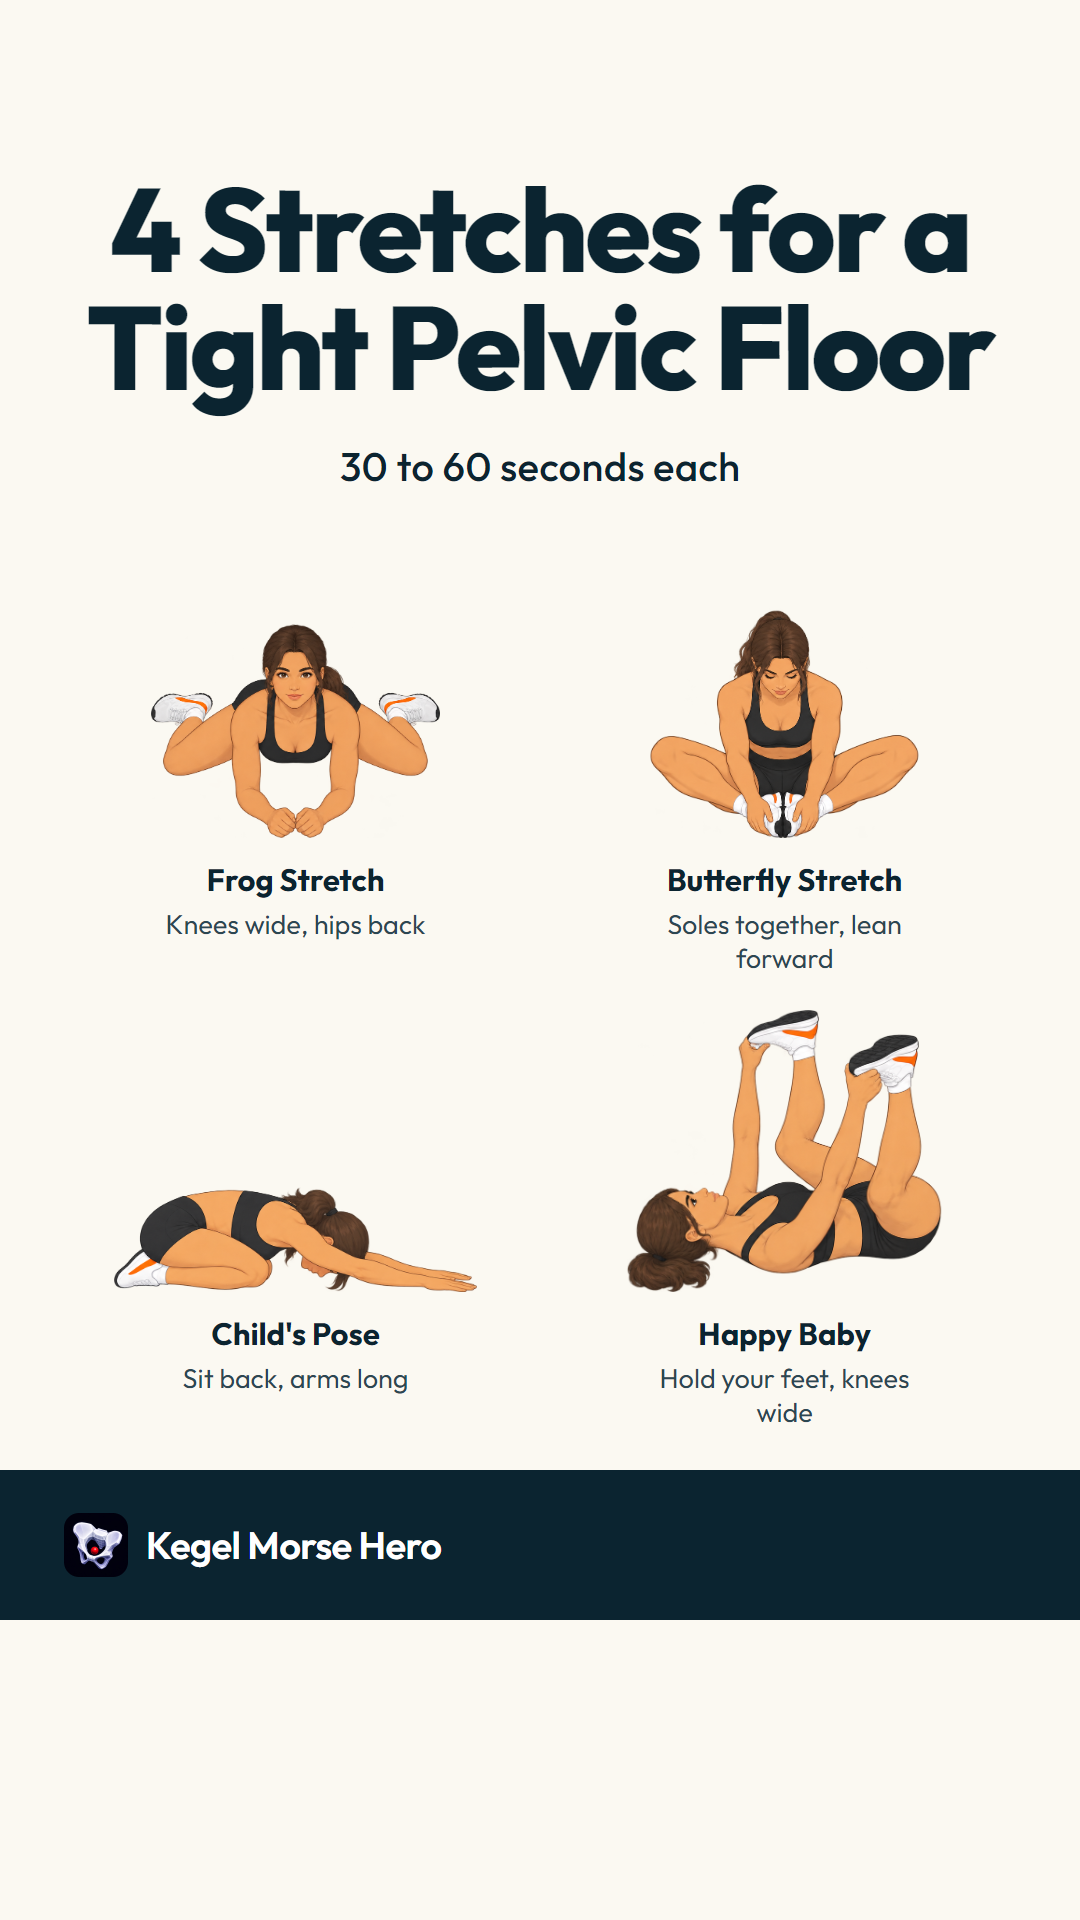 4 Stretches for a
Tight Pelvic Floor
30 to 60 seconds each
Frog Stretch
Knees wide, hips back
Butterfly Stretch
Soles together, lean
forward
Child's Pose
Sit back, arms long
Happy Baby
Hold your feet, knees
wide
Kegel Morse Hero